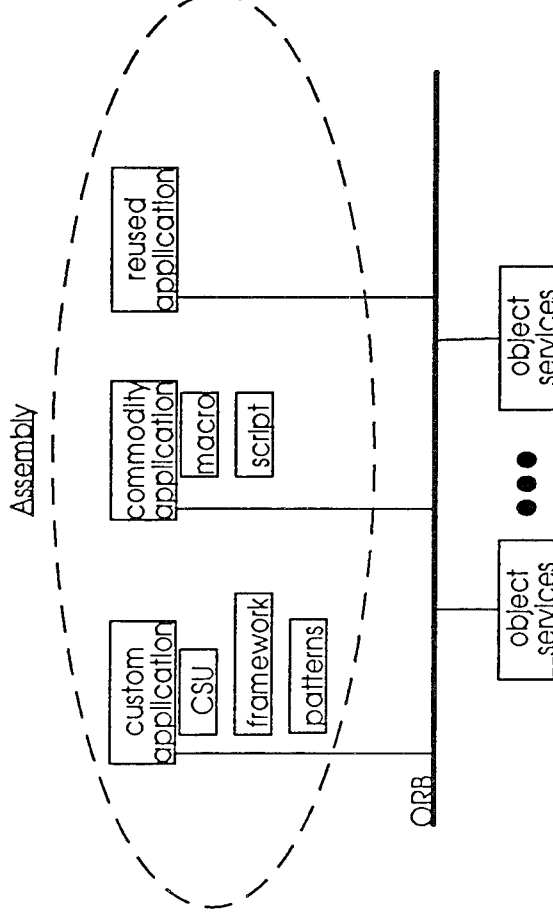 Assembly
custom
application
CSU
framework
patterns
commodity
application
macro
script
reused
application
ORB
object
services
object
services